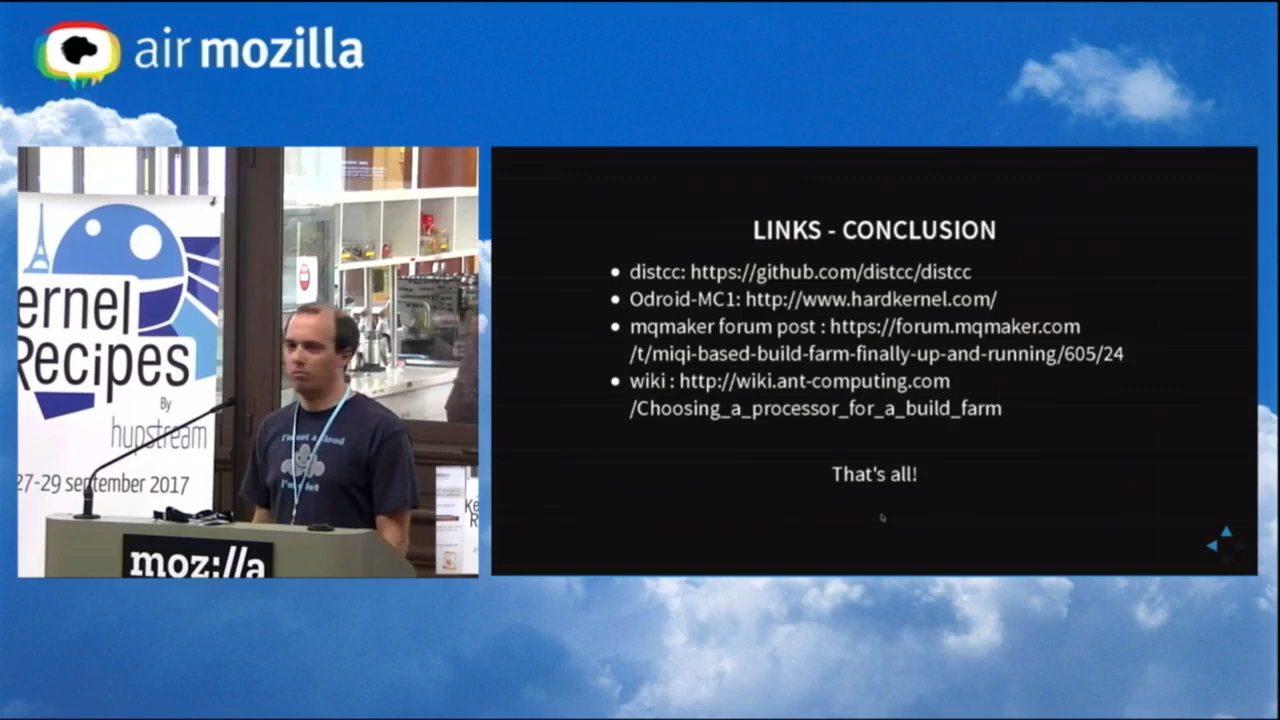 air mozilla
ernel
Recipes
By
hupstream
27-29 september 2017
I'm not a cloud
moz://a
LINKS - CONCLUSION
• distcc: https://github.com/distcc/distcc
• Odroid-MC1: http://www.hardkernel.com/
• mqmaker forum post : https://forum.mqmaker.com
/t/miqi-based-build-farm-finally-up-and-running/605/24
• wiki : http://wiki.ant-computing.com
/Choosing_a_processor_for_a_build_farm
That's all!